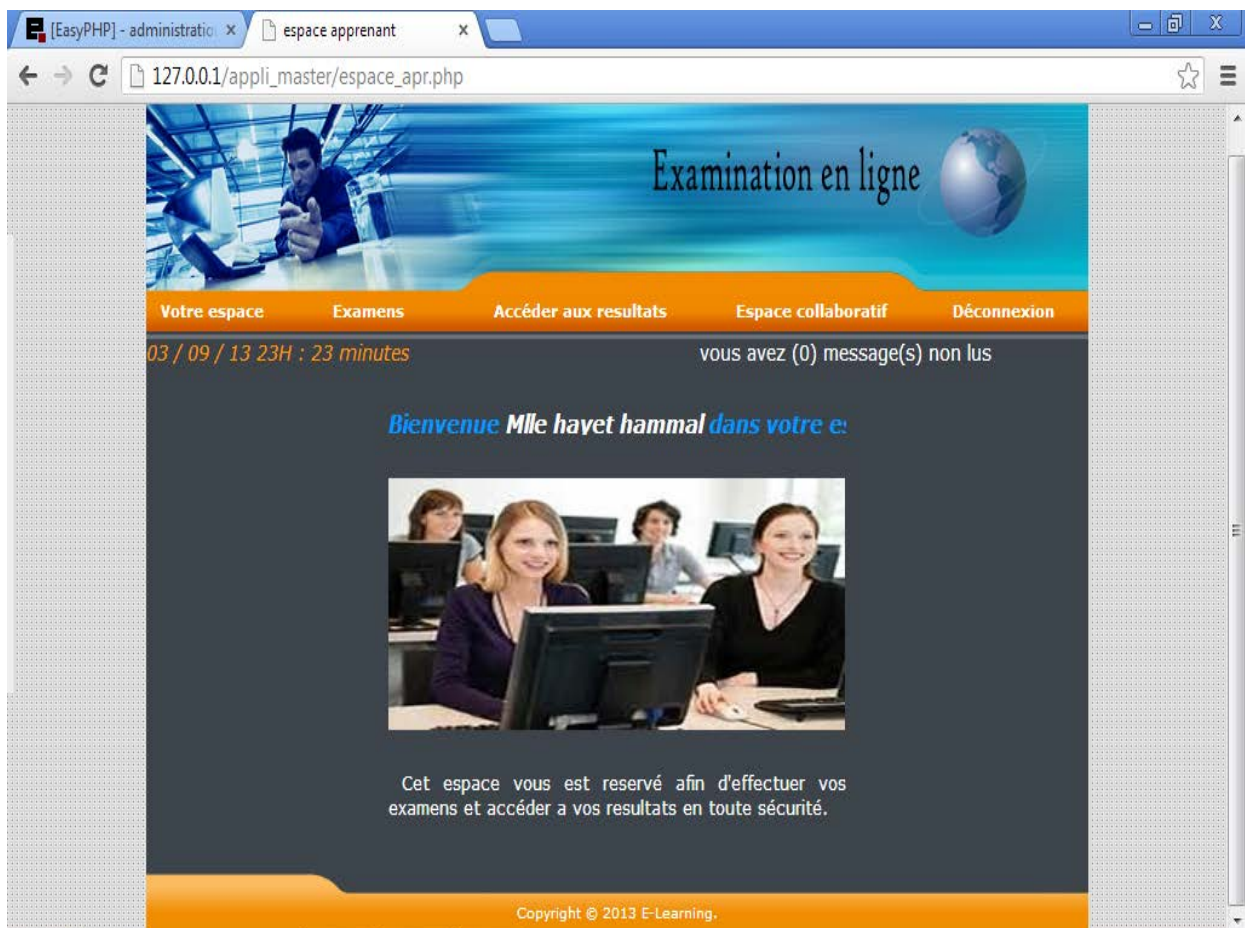 [EasyPHP] - administratio
espace apprenant
127.0.0.1/appli_master/espace_apr.php
Examination en ligne
Votre espace Examens Accéder aux resultats Espace collaboratif Déconnexion
03 / 09 / 13 23H : 23 minutes vous avez (0) message(s) non lus
Bienvenue Mlle hayet hammal dans votre es
Cet espace vous est reservé afin d'effectuer vos
examens et accéder a vos resultats en toute sécurité.
Copyright © 2013 E-Learning.